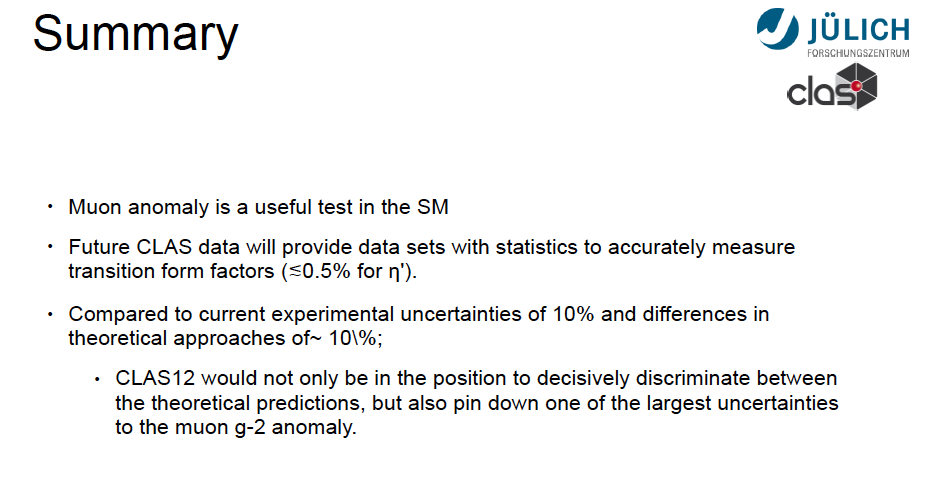 Summary
JÜLICH
FORSCHUNGSZENTRUM
clas
• Muon anomaly is a useful test in the SM
• Future CLAS data will provide data sets with statistics to accurately measure
transition form factors (≲0.5% for η').
• Compared to current experimental uncertainties of 10% and differences in
theoretical approaches of~ 10\%;
• CLAS12 would not only be in the position to decisively discriminate between
the theoretical predictions, but also pin down one of the largest uncertainties
to the muon g-2 anomaly.